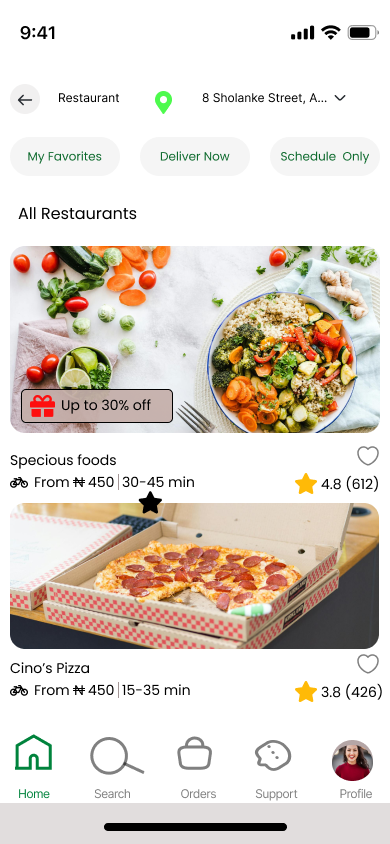 9:41
Restaurant
8 Sholanke Street, A...
My Favorites
Deliver Now
Schedule Only
All Restaurants
Up to 30% off
Specious foods
From ₦ 450 30-45 min
4.8 (612)
Cino's Pizza
From ₦ 450 15-35 min
3.8 (426)
Home
Search
Orders
Support
Profile